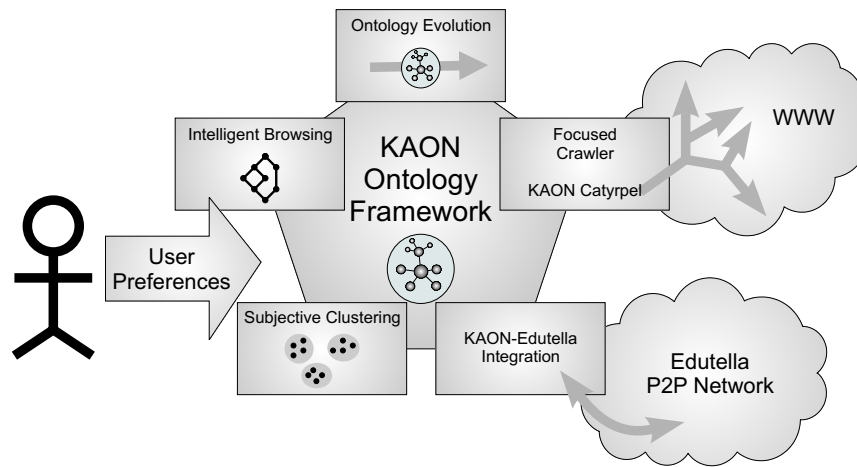 Ontology Evolution
Intelligent Browsing
KAON
Ontology
Framework
Focused
Crawler
KAON Catyrpel
WWW
User
Preferences
Subjective Clustering
KAON-Edutella
Integration
Edutella
P2P Network